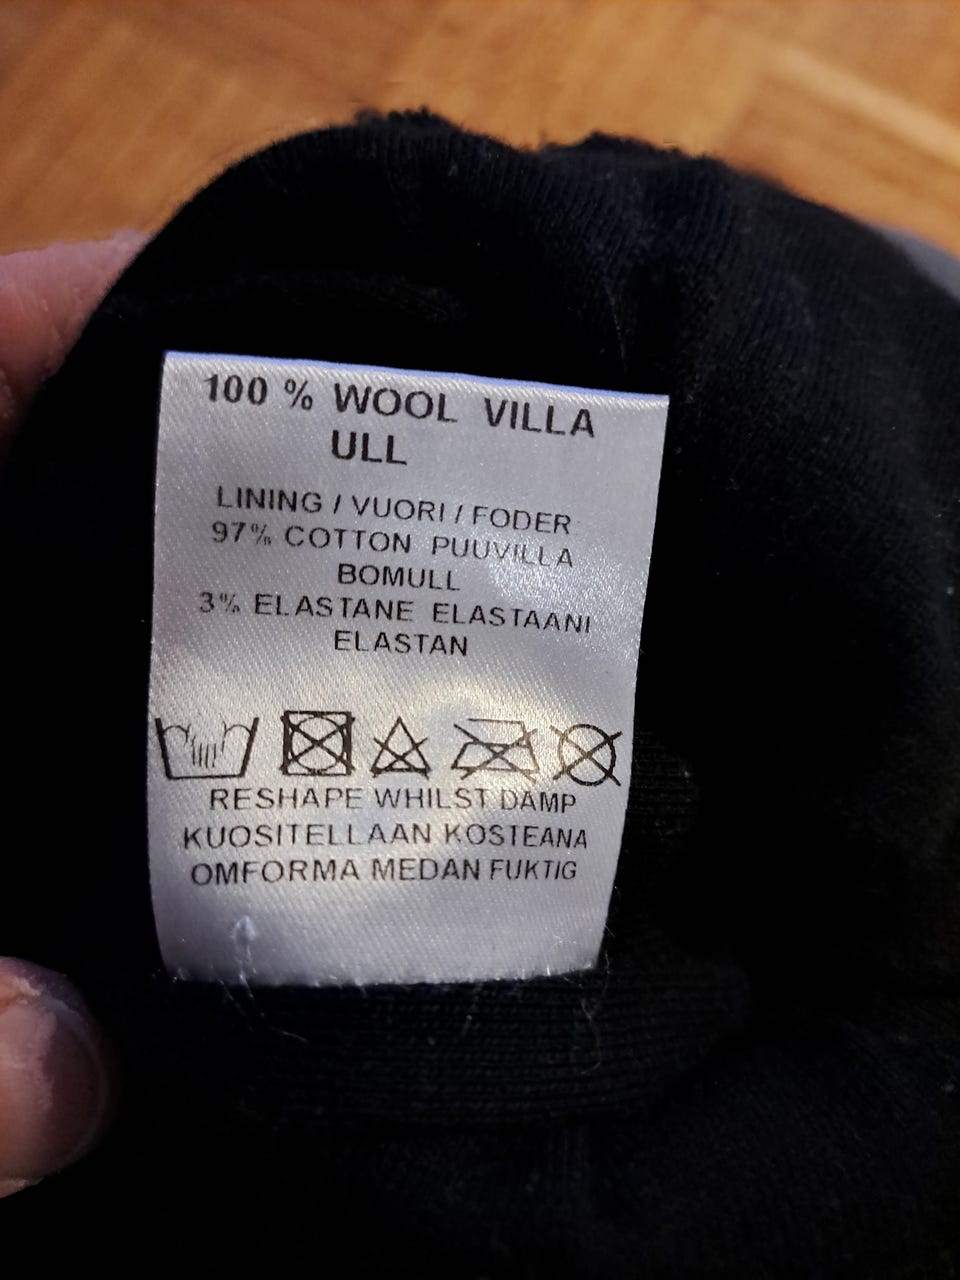 100 % WOOL VILLA
ULL
LINING / VUORI / FODER:
97% COTTON PUUVILLA
BOMULL
3% ELASTANE ELASTAANI
ELASTAN
RESHAPE WHILST DAMP
KUOSITELLAAN KOSTEANA
OMFORMA MEDAN FUKTIG